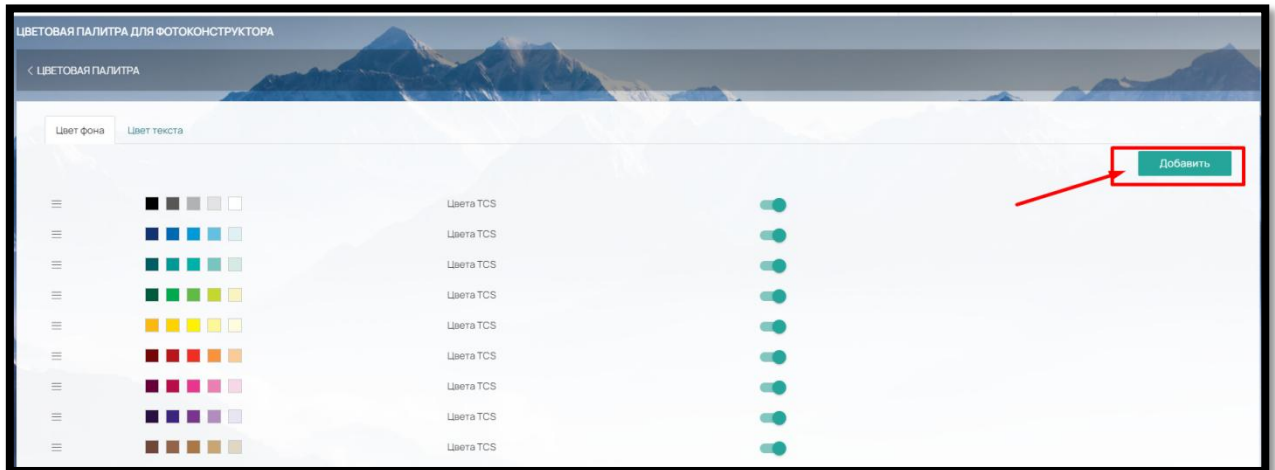 ЦВЕТОВАЯ ПАЛИТРА ДЛЯ ФОТОКОНСТРУКТОРА
< ЦВЕТОВАЯ ПАЛИТРА
Цвет фона Цвет текста
Добавить
Цвета TCS
Цвета TCS
Цвета TCS
Цвета TCS
Цвета TCS
Цвета TCS
Цвета TCS
Цвета TCS
Цвета TCS